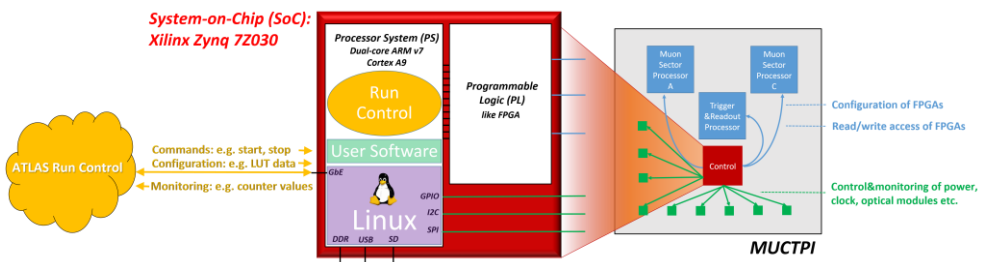 System-on-Chip (SoC):
Xilinx Zynq 7Z030
Processor System (PS)
Dual-core ARM v7
Cortex A9
Run
Control
User Software
GbE
Linux
GPIO
I2C
SPI
DDR USB SD
Programmable
Logic (PL)
like FPGA
ATLAS Run Control
Commands: e.g. start, stop
Configuration: e.g. LUT data
Monitoring: e.g. counter values
Muon
Sector
Processor
A
Muon
Sector
Processor
C
Trigger
&Readout
Processor
Control
Configuration of FPGAs
Read/write access of FPGAs
Control&monitoring of power,
clock, optical modules etc.
MUCTPI